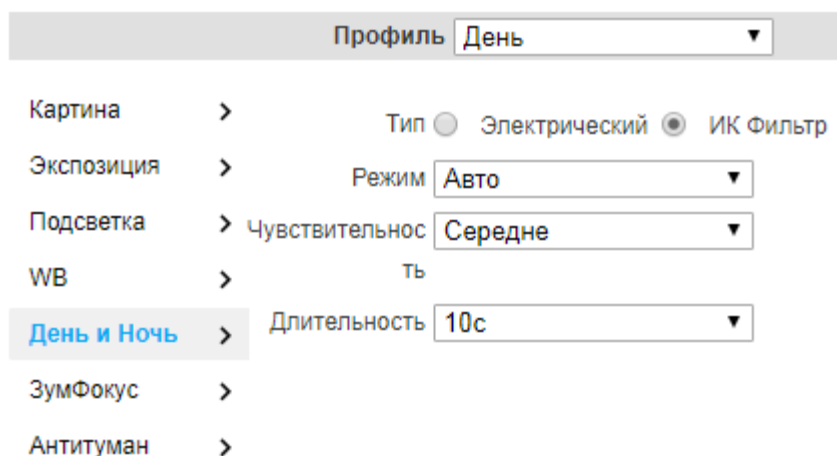 Профиль День
Картина
Тип Электрический ИК Фильтр
Экспозиция
Режим Авто
Подсветка
Чувствительнос
ть
Середне
WB
День и Ночь
Длительность 10с
ЗумФокус
Антитуман